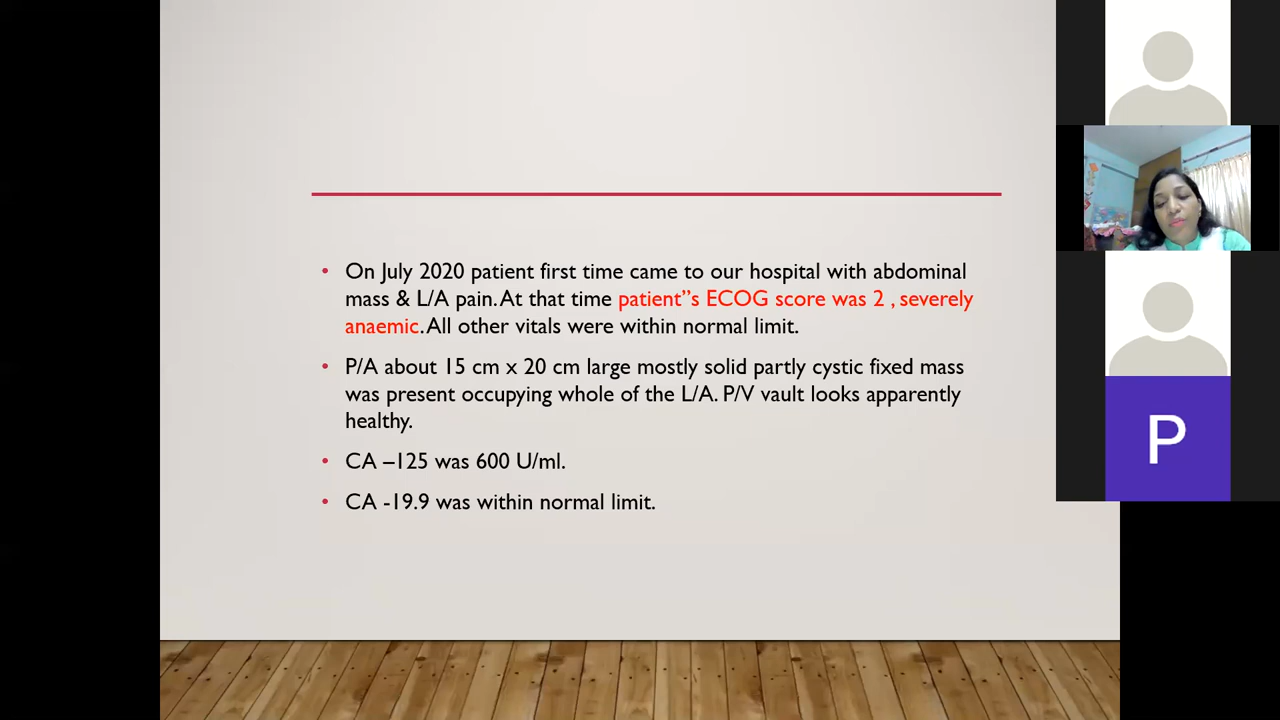 On July 2020 patient first time came to our hospital with abdominal
mass & L/A pain. At that time patient”s ECOG score was 2 , severely
anaemic. All other vitals were within normal limit.
P/A about 15 cm x 20 cm large mostly solid partly cystic fixed mass
was present occupying whole of the L/A. P/V vault looks apparently
healthy.
CA –125 was 600 U/ml.
CA -19.9 was within normal limit.
P